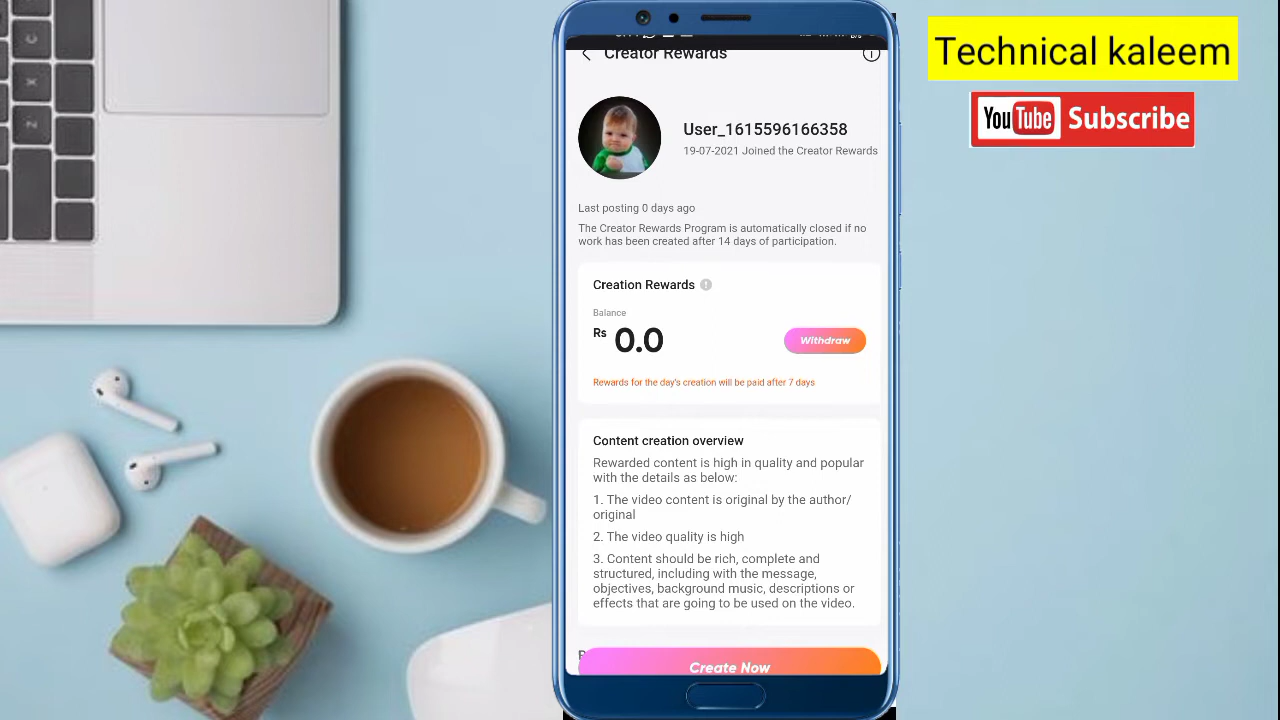 Technical kaleem
YouTube Subscribe
Creator Rewards
User_1615596166358
19-07-2021 Joined the Creator Rewards
Last posting 0 days ago
The Creator Rewards Program is automatically closed if no
work has been created after 14 days of participation.
Creation Rewards
Balance
Rs 0.0
Withdraw
Rewards for the day's creation will be paid after 7 days
Content creation overview
Rewarded content is high in quality and popular
with the details as below:
1. The video content is original by the author/
original
2. The video quality is high
3. Content should be rich, complete and
structured, including with the message,
objectives, background music, descriptions or
effects that are going to be used on the video.
Create Now